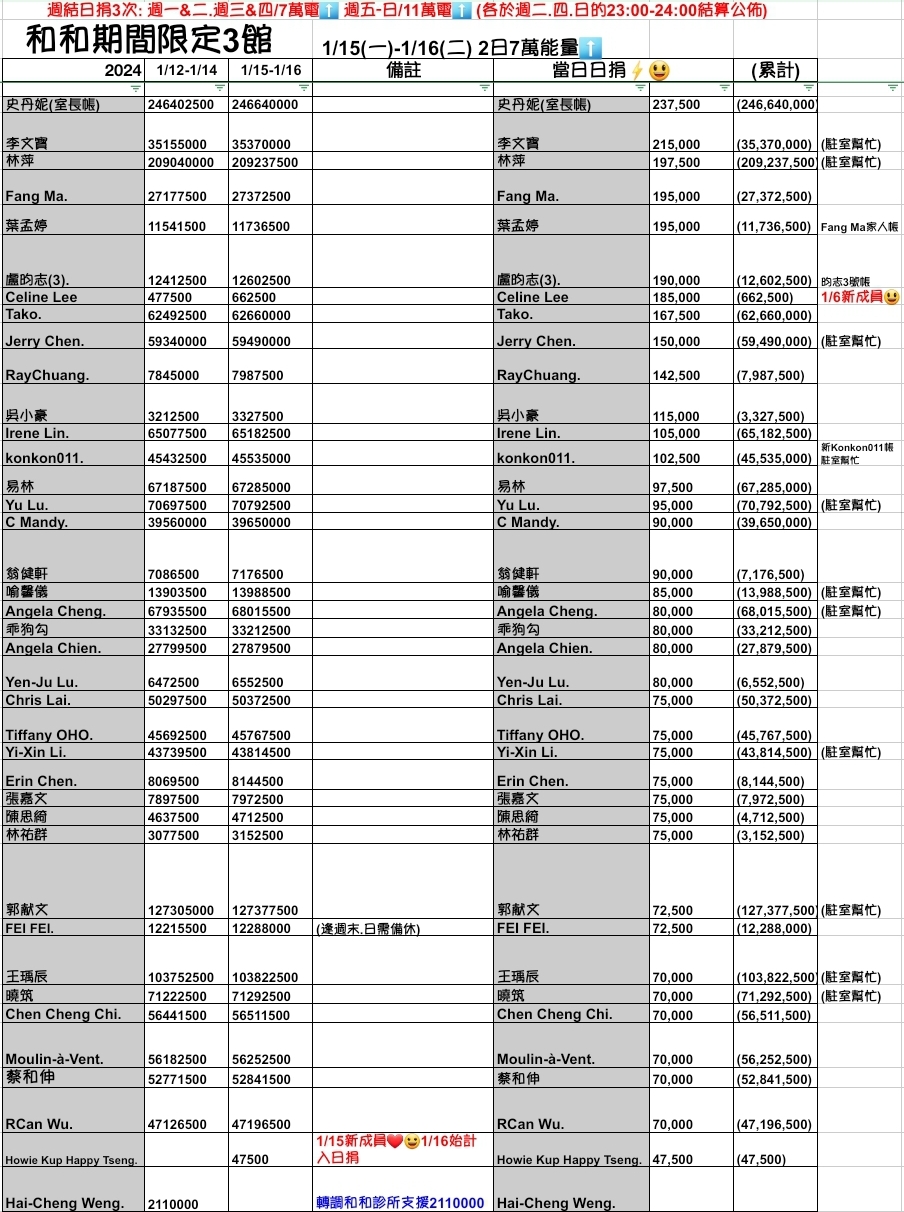 週結日捐3次: 週一&二.週三&四/7萬電⬆️ 週五-日/11萬電⬆️ (各於週二.四.日的23:00-24:00結算公佈)
和和期間限定3館 1/15(一)-1/16(二) 2日7萬能量⬆️
2024 1/12-1/14 1/15-1/16 備註 當日日捐⚡😃 (累計)
史丹妮(室長帳) 246402500 246640000 史丹妮(室長帳) 237,500 (246,640,000)
李文寶 35155000 35370000 李文寶 215,000 (35,370,000) (駐室幫忙)
林萍 209040000 209237500 林萍 197,500 (209,237,500) (駐室幫忙)
Fang Ma. 27177500 27372500 Fang Ma. 195,000 (27,372,500)
葉孟婷 11541500 11736500 葉孟婷 195,000 (11,736,500) Fang Ma家人帳
盧昀志(3). 12412500 12602500 盧昀志(3). 190,000 (12,602,500) 昀志3號帳
Celine Lee 477500 662500 Celine Lee 185,000 (662,500) 1/6新成員😃
Tako. 62492500 62660000 Tako. 167,500 (62,660,000)
Jerry Chen. 59340000 59490000 Jerry Chen. 150,000 (59,490,000) (駐室幫忙)
RayChuang. 7845000 7987500 RayChuang. 142,500 (7,987,500)
吳小豪 3212500 3327500 吳小豪 115,000 (3,327,500)
Irene Lin. 65077500 65182500 Irene Lin. 105,000 (65,182,500)
konkon011. 45432500 45535000 konkon011. 102,500 (45,535,000) 新Konkon011帳
駐室幫忙
易林 67187500 67285000 易林 97,500 (67,285,000)
Yu Lu. 70697500 70792500 Yu Lu. 95,000 (70,792,500) (駐室幫忙)
C Mandy. 39560000 39650000 C Mandy. 90,000 (39,650,000)
翁健軒 7086500 7176500 翁健軒 90,000 (7,176,500)
喻馨儀 13903500 13988500 喻馨儀 85,000 (13,988,500) (駐室幫忙)
Angela Cheng. 67935500 68015500 Angela Cheng. 80,000 (68,015,500) (駐室幫忙)
乖狗勾 33132500 33212500 乖狗勾 80,000 (33,212,500)
Angela Chien. 27799500 27879500 Angela Chien. 80,000 (27,879,500)
Yen-Ju Lu. 6472500 6552500 Yen-Ju Lu. 80,000 (6,552,500)
Chris Lai. 50297500 50372500 Chris Lai. 75,000 (50,372,500)
Tiffany OHO. 45692500 45767500 Tiffany OHO. 75,000 (45,767,500)
Yi-Xin Li. 43739500 43814500 Yi-Xin Li. 75,000 (43,814,500) (駐室幫忙)
Erin Chen. 8069500 8144500 Erin Chen. 75,000 (8,144,500)
張嘉文 7897500 7972500 張嘉文 75,000 (7,972,500)
陳思綺 4637500 4712500 陳思綺 75,000 (4,712,500)
林祐群 3077500 3152500 林祐群 75,000 (3,152,500)
郭献文 127305000 127377500 郭献文 72,500 (127,377,500) (駐室幫忙)
FEI FEI. 12215500 12288000 (逢週末.日需備休) FEI FEI. 72,500 (12,288,000)
王瑀辰 103752500 103822500 王瑀辰 70,000 (103,822,500) (駐室幫忙)
曉筑 71222500 71292500 曉筑 70,000 (71,292,500) (駐室幫忙)
Chen Cheng Chi. 56441500 56511500 Chen Cheng Chi. 70,000 (56,511,500)
Moulin-à-Vent. 56182500 56252500 Moulin-à-Vent. 70,000 (56,252,500)
蔡和伸 52771500 52841500 蔡和伸 70,000 (52,841,500)
RCan Wu. 47126500 47196500 RCan Wu. 70,000 (47,196,500)
1/15新成員❤️😄1/16始計
入日捐
Howie Kup Happy Tseng. 47500 Howie Kup Happy Tseng. 47,500 (47,500)
Hai-Cheng Weng. 2110000 轉調和和診所支援2110000 Hai-Cheng Weng.